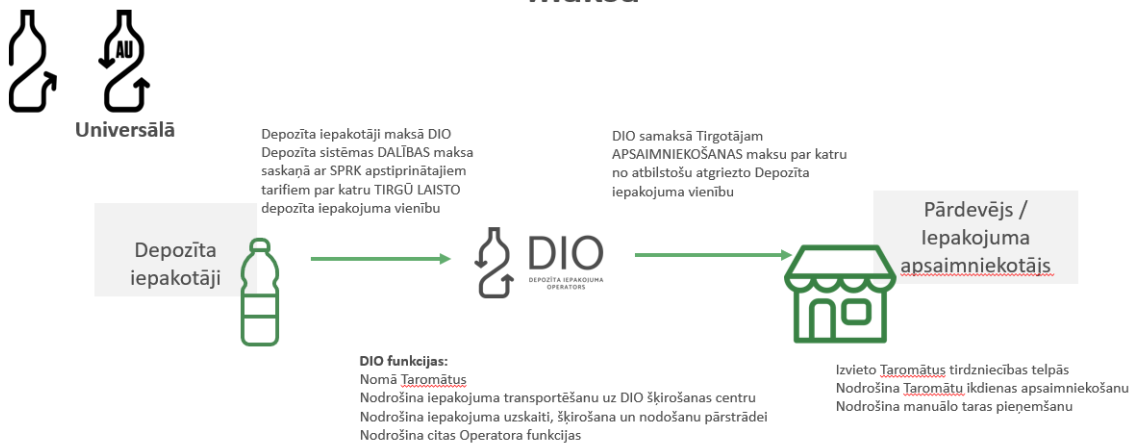 AU
Universālā
Depozīta iepakotāji maksā DIO
Depozīta sistēmas DALĪBAS maksa
saskaņā ar SPRK apstiprinātajiem
tarifiem par katru TIRGŪ LAISTO
depozīta iepakojuma vienību
DIO samaksā Tirgotājam
APSAIMNIEKOŠANAS maksu par katru
no atbilstošu atgriezto Depozīta
iepakojuma vienību
Depozīta
iepakotāji
DIO
DEPOZĪTA IEPAKOJUMA
OPERATORS
Pārdevējs /
Iepakojuma
apsaimniekotājs
DIO funkcijas:
Nomā Taromātus
Nodrošina iepakojuma transportēšanu uz DIO šķirošanas centru
Nodrošina iepakojuma uzskaiti, šķirošana un nodošanu pārstrādei
Nodrošina citas Operatora funkcijas
Izvieto Taromātus tirdzniecības telpās
Nodrošina Taromātu ikdienas apsaimniekošanu
Nodrošina manuālo taras pieņemšanu